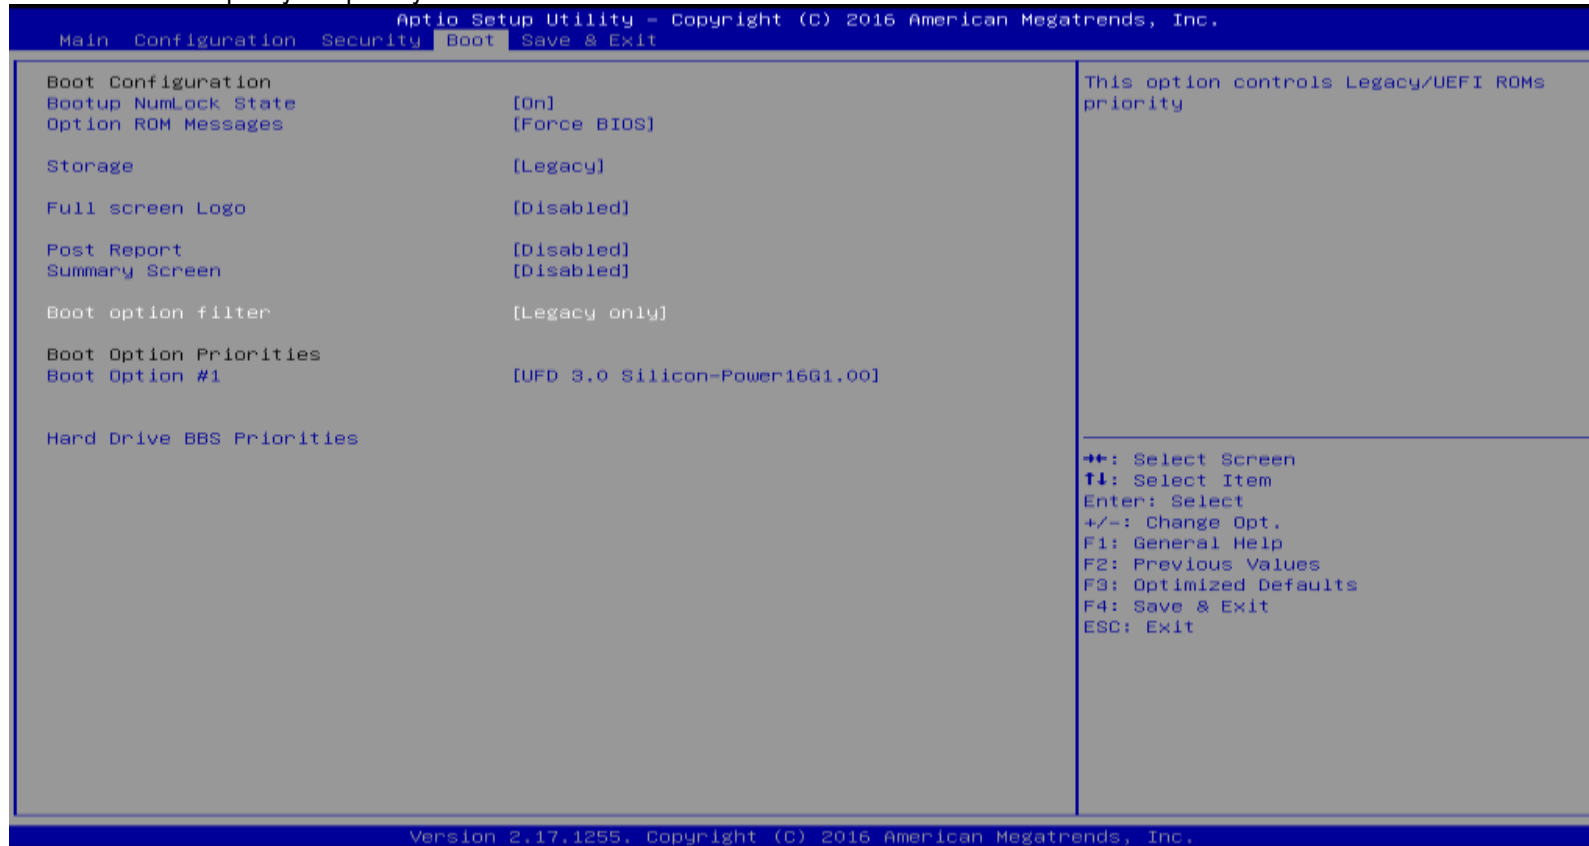 Aptio Setup Utility – Copyright (C) 2016 American Megatrends, Inc.
Main Configuration Security Boot Save & Exit
Boot Configuration
Bootup NumLock State [On]
Option ROM Messages [Force BIOS]
Storage [Legacy]
Full screen Logo [Disabled]
Post Report [Disabled]
Summary Screen [Disabled]
Boot option filter [Legacy only]
Boot Option Priorities
Boot Option #1 [UFD 3.0 Silicon-Power16G1.00]
Hard Drive BBS Priorities
This option controls Legacy/UEFI ROMs
priority
→←: Select Screen
↑↓: Select Item
Enter: Select
+/-: Change Opt.
F1: General Help
F2: Previous Values
F3: Optimized Defaults
F4: Save & Exit
ESC: Exit
Version 2.17.1255. Copyright (C) 2016 American Megatrends, Inc.